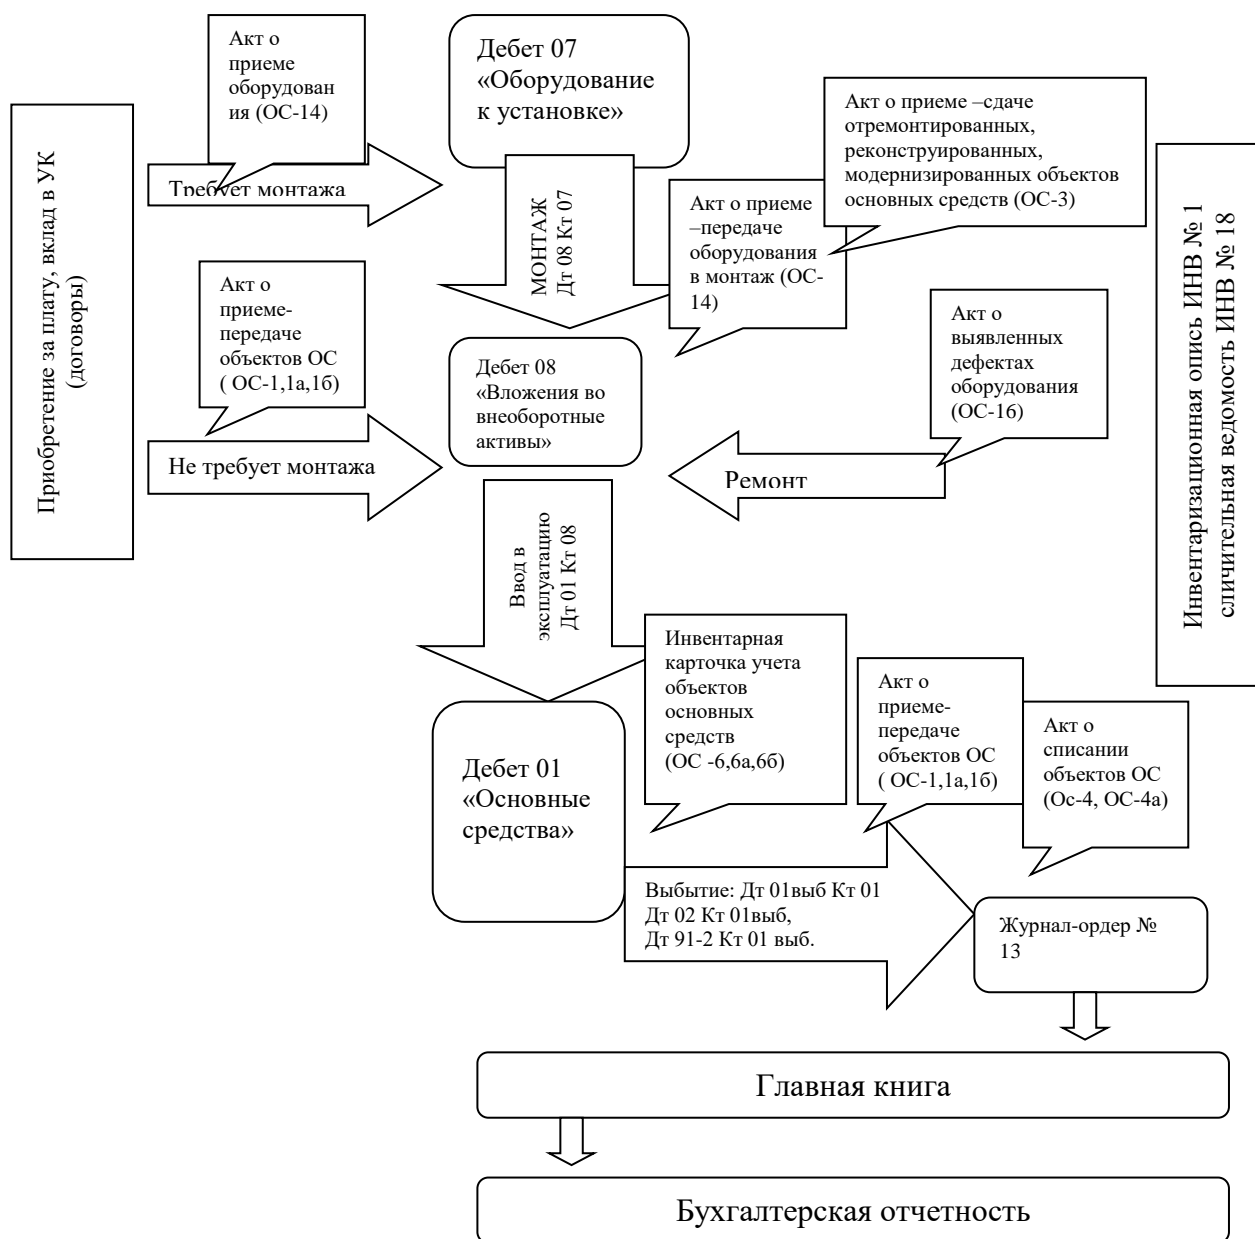 Акт о
приеме
оборудован
ия (ОС-14)
Дебет 07
«Оборудование
к установке»
Акт о приеме –сдаче
отремонтированных,
реконструированных,
модернизированных объектов
основных средств (ОС-3)
Приобретение за плату, вклад в УК
(договоры)
Требует монтажа
МОНТАЖ
Дт 08 Кт 07
Акт о приеме
–передаче
оборудования
в монтаж (ОС-
14)
Инвентаризационная опись ИНВ № 1
сличительная ведомость ИНВ № 18
Акт о
приеме-
передаче
объектов ОС
( ОС-1,1а,1б)
Дебет 08
«Вложения во
внеоборотные
активы»
Акт о
выявленных
дефектах
оборудования
(ОС-16)
Не требует монтажа
Ремонт
Ввод в
эксплуатацию
Дт 01 Кт 08
Инвентарная
карточка учета
объектов
основных
средств
(ОС -6,6а,6б)
Акт о
приеме-
передаче
объектов ОС
( ОС-1,1а,1б)
Акт о
списании
объектов ОС
(Ос-4, ОС-4а)
Дебет 01
«Основные
средства»
Выбытие: Дт 01выб Кт 01
Дт 02 Кт 01выб,
Дт 91-2 Кт 01 выб.
Журнал-ордер №
13
Главная книга
Бухгалтерская отчетность